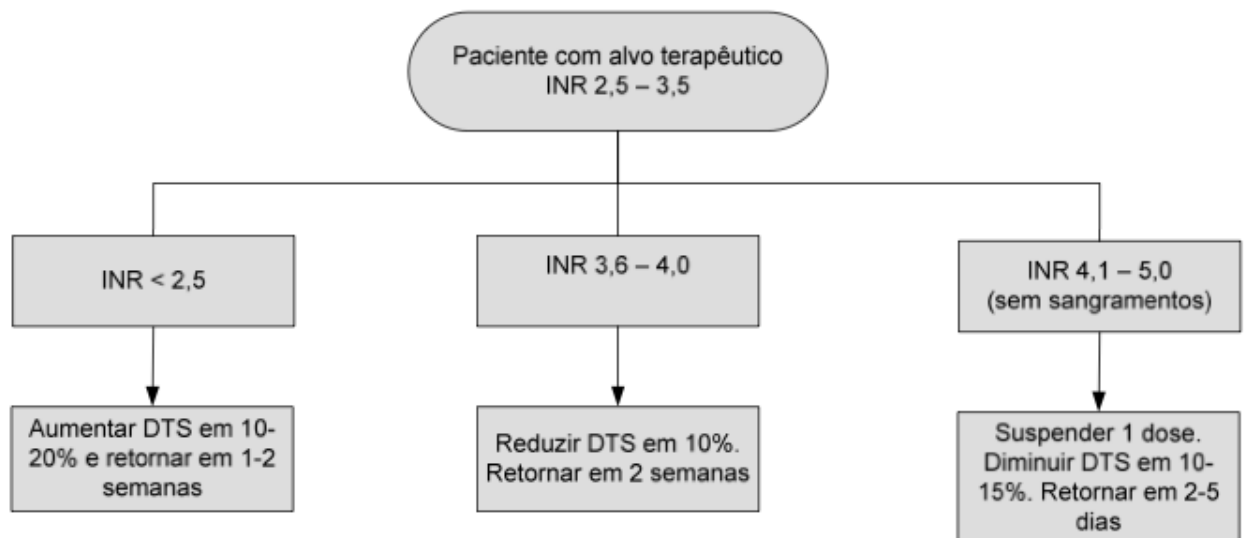 Paciente com alvo terapêutico
INR 2,5 – 3,5
INR < 2,5
INR 3,6 – 4,0
INR 4,1 – 5,0
(sem sangramentos)
Aumentar DTS em 10-
20% e retornar em 1-2
semanas
Reduzir DTS em 10%.
Retornar em 2 semanas
Suspender 1 dose.
Diminuir DTS em 10-
15%. Retornar em 2-5
dias